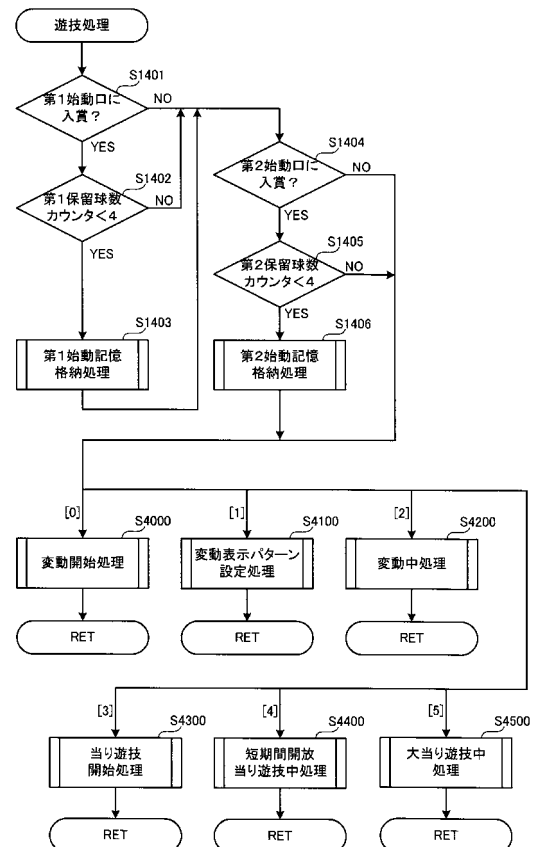 遊技処理
S1401
第1始動口に
入賞？
NO
YES
S1402
第1保留球数
カウンタ<4
NO
YES
S1403
第1始動記憶
格納処理
S1404
第2始動口に
入賞？
NO
YES
S1405
第2保留球数
カウンタ<4
NO
YES
S1406
第2始動記憶
格納処理
[0]
S4000
変動開始処理
RET
[1]
S4100
変動表示パターン
設定処理
RET
[2]
S4200
変動中処理
RET
[3]
S4300
当り遊技
開始処理
RET
[4]
S4400
短期間開放
当り遊技中処理
RET
[5]
S4500
大当り遊技中
処理
RET